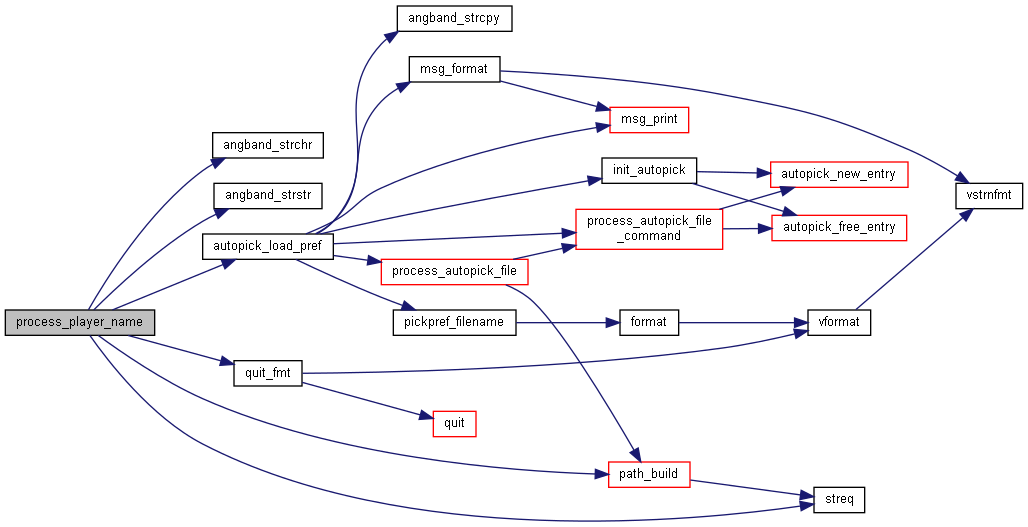 angband_strcpy
msg_format
msg_print
angband_strchr
init_autopick
autopick_new_entry
angband_strstr
vstrnfmt
process_autopick_file
_command
autopick_free_entry
autopick_load_pref
process_autopick_file
process_player_name
pickpref_filename
format
vformat
quit_fmt
quit
path_build
streq